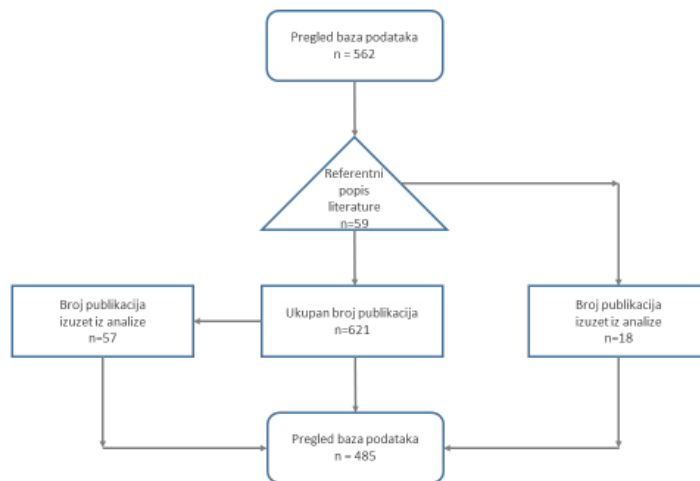 Pregled baza podataka
n = 562
Referentni
popis
literature
n=59
Broj publikacija
izuzet iz analize
n=57
Ukupan broj publikacija
n=621
Broj publikacija
izuzet iz analize
n=18
Pregled baza podataka
n = 485